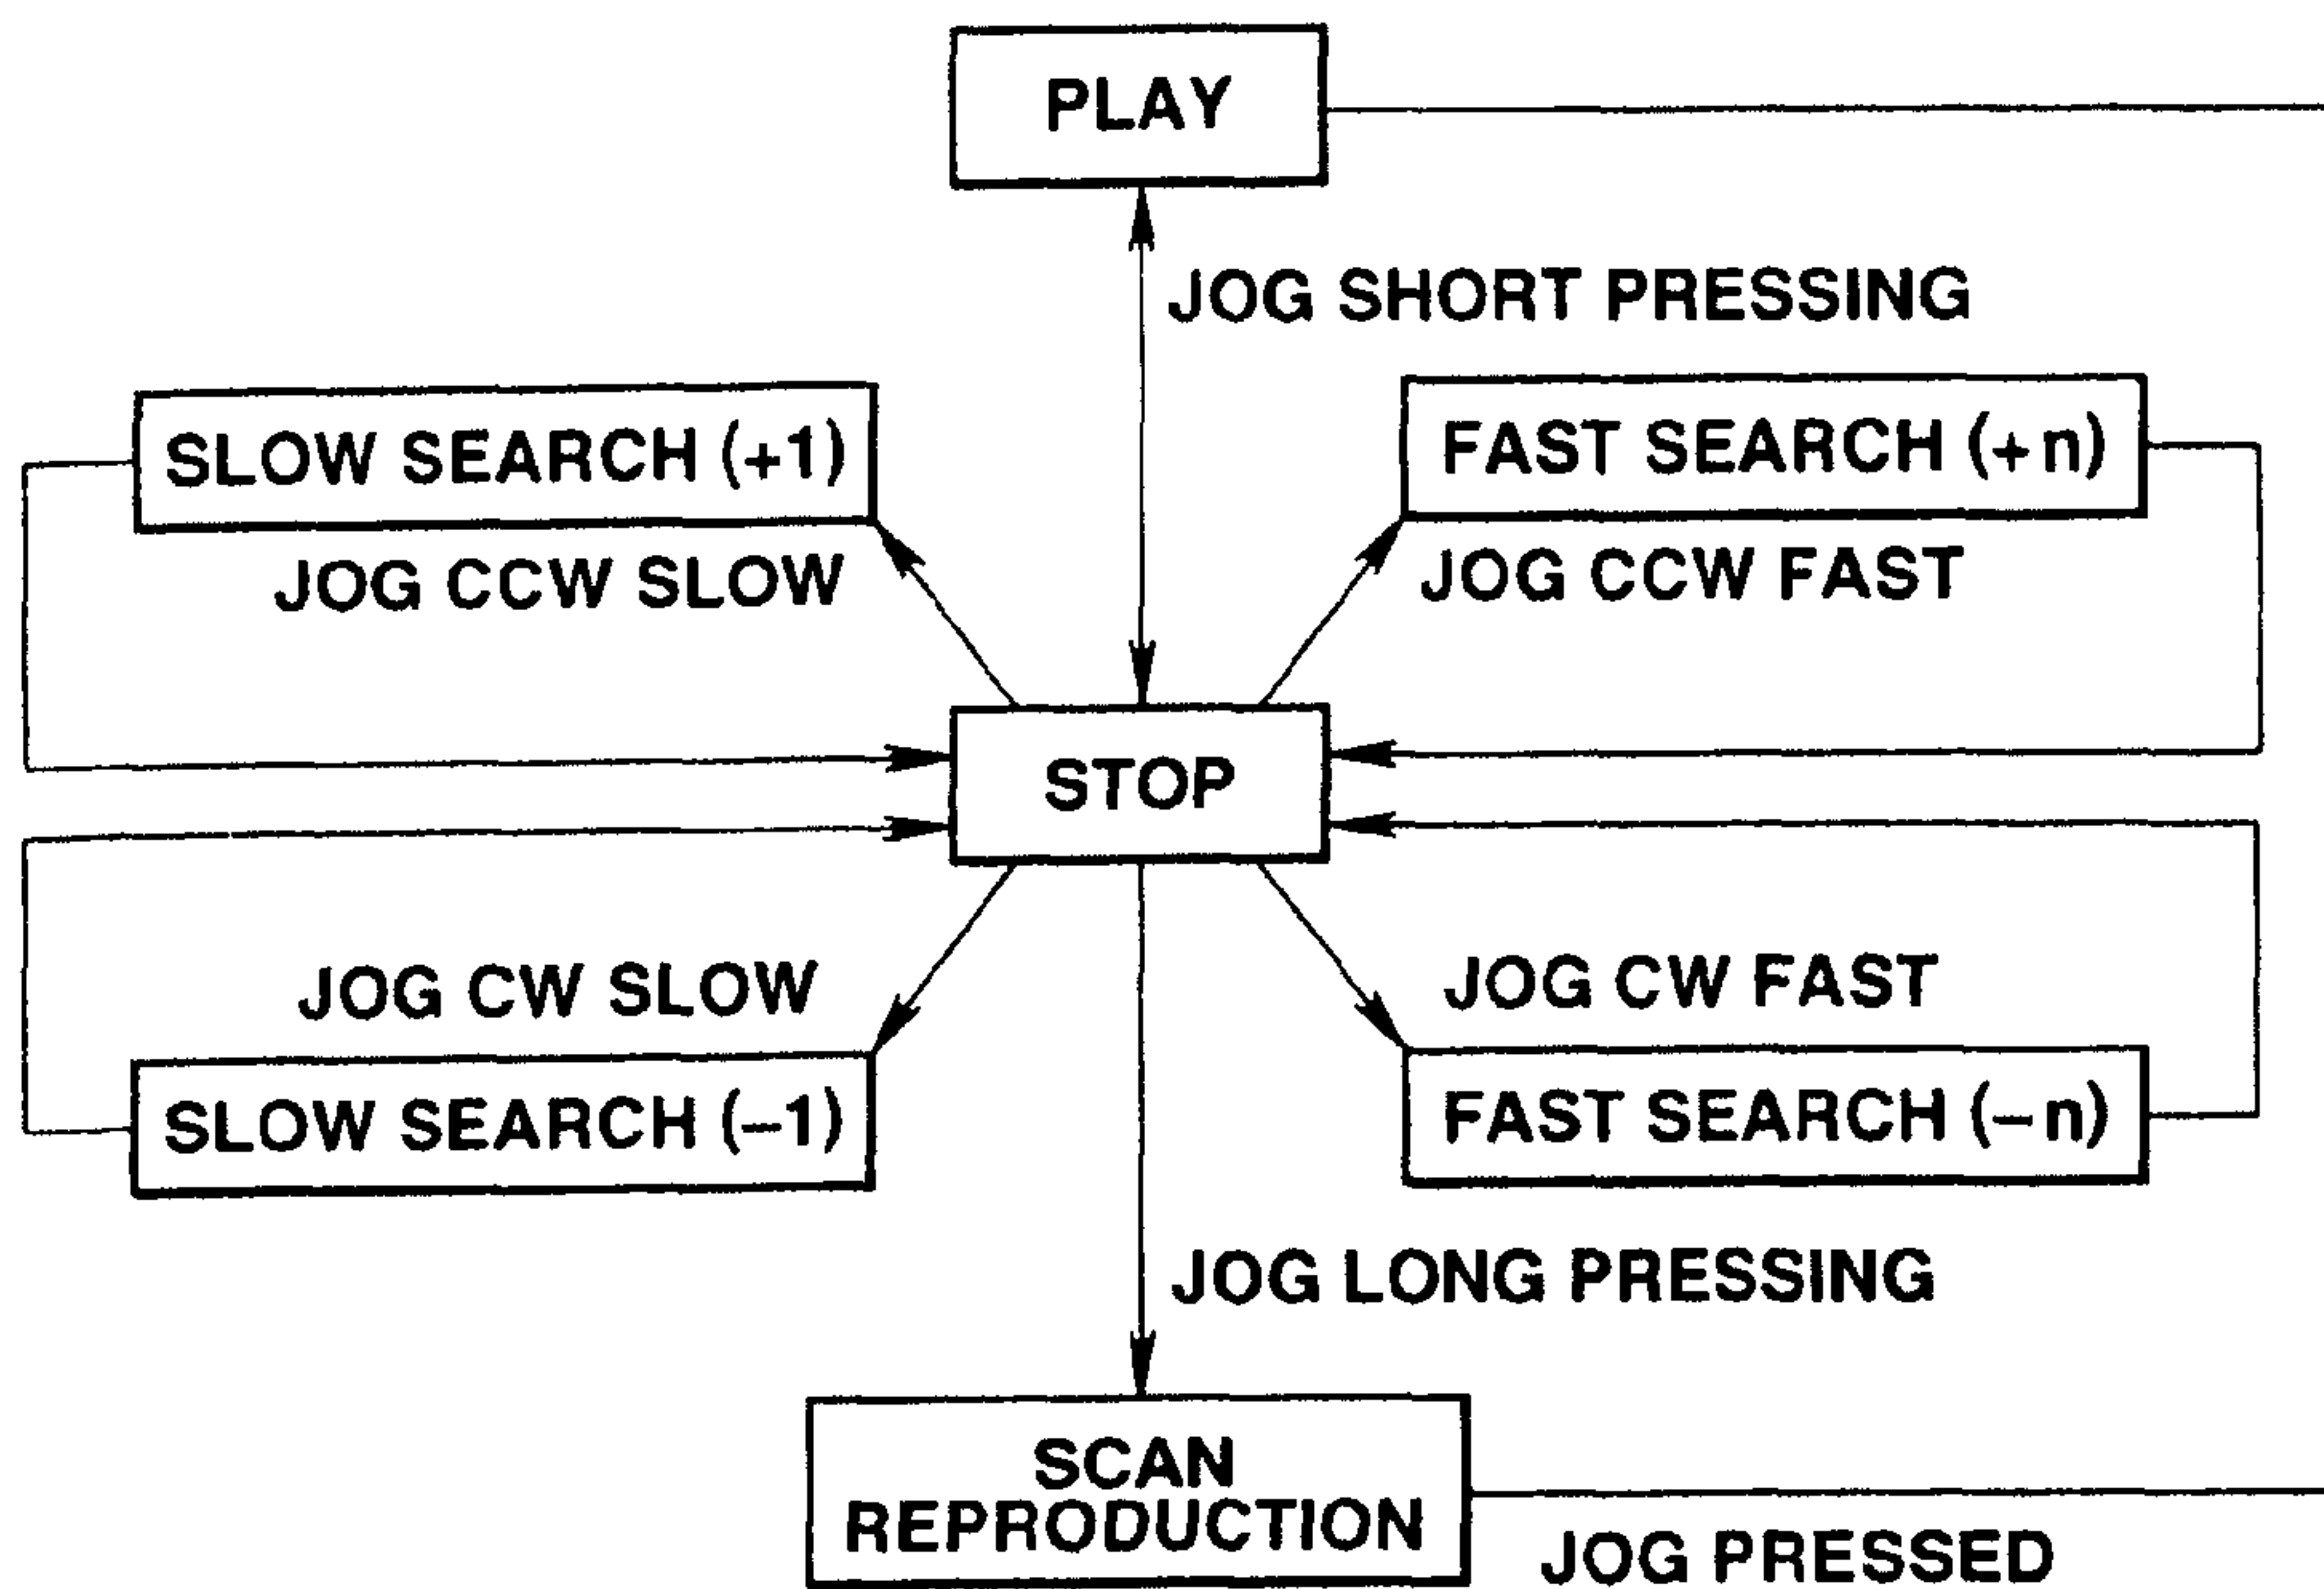 PLAY
JOG SHORT PRESSING
SLOW SEARCH (+1)
FAST SEARCH (+n)
JOG CCW SLOW
JOG CCW FAST
STOP
JOG CW SLOW
JOG CW FAST
SLOW SEARCH (−1)
FAST SEARCH (−n)
JOG LONG PRESSING
SCAN
REPRODUCTION
JOG PRESSED